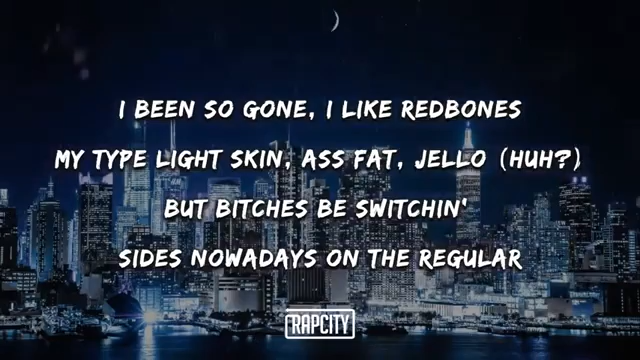 I BEEN SO GONE, I LIKE REDBONES
MY TYPE LIGHT SKIN, ASS FAT, JELLO (HUH?)
BUT BITCHES BE SWITCHIN'
SIDES NOWADAYS ON THE REGULAR
RAPCITY